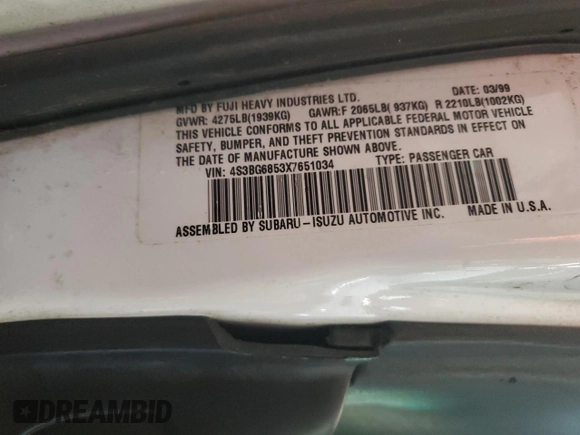 MFD BY FUJI HEAVY INDUSTRIES LTD. DATE: 03/99
GVWR: 4275LB(1939KG) GAWR:F 2065LB( 937KG) R 2210LB(1002KG)
THIS VEHICLE CONFORMS TO ALL APPLICABLE FEDERAL MOTOR VEHICLE
SAFETY, BUMPER, AND THEFT PREVENTION STANDARDS IN EFFECT ON
THE DATE OF MANUFACTURE SHOWN ABOVE.
VIN: 4S3BG6853X7651034 TYPE: PASSENGER CAR
ASSEMBLED BY SUBARU-ISUZU AUTOMOTIVE INC. MADE IN U.S.A.
DREAMBID